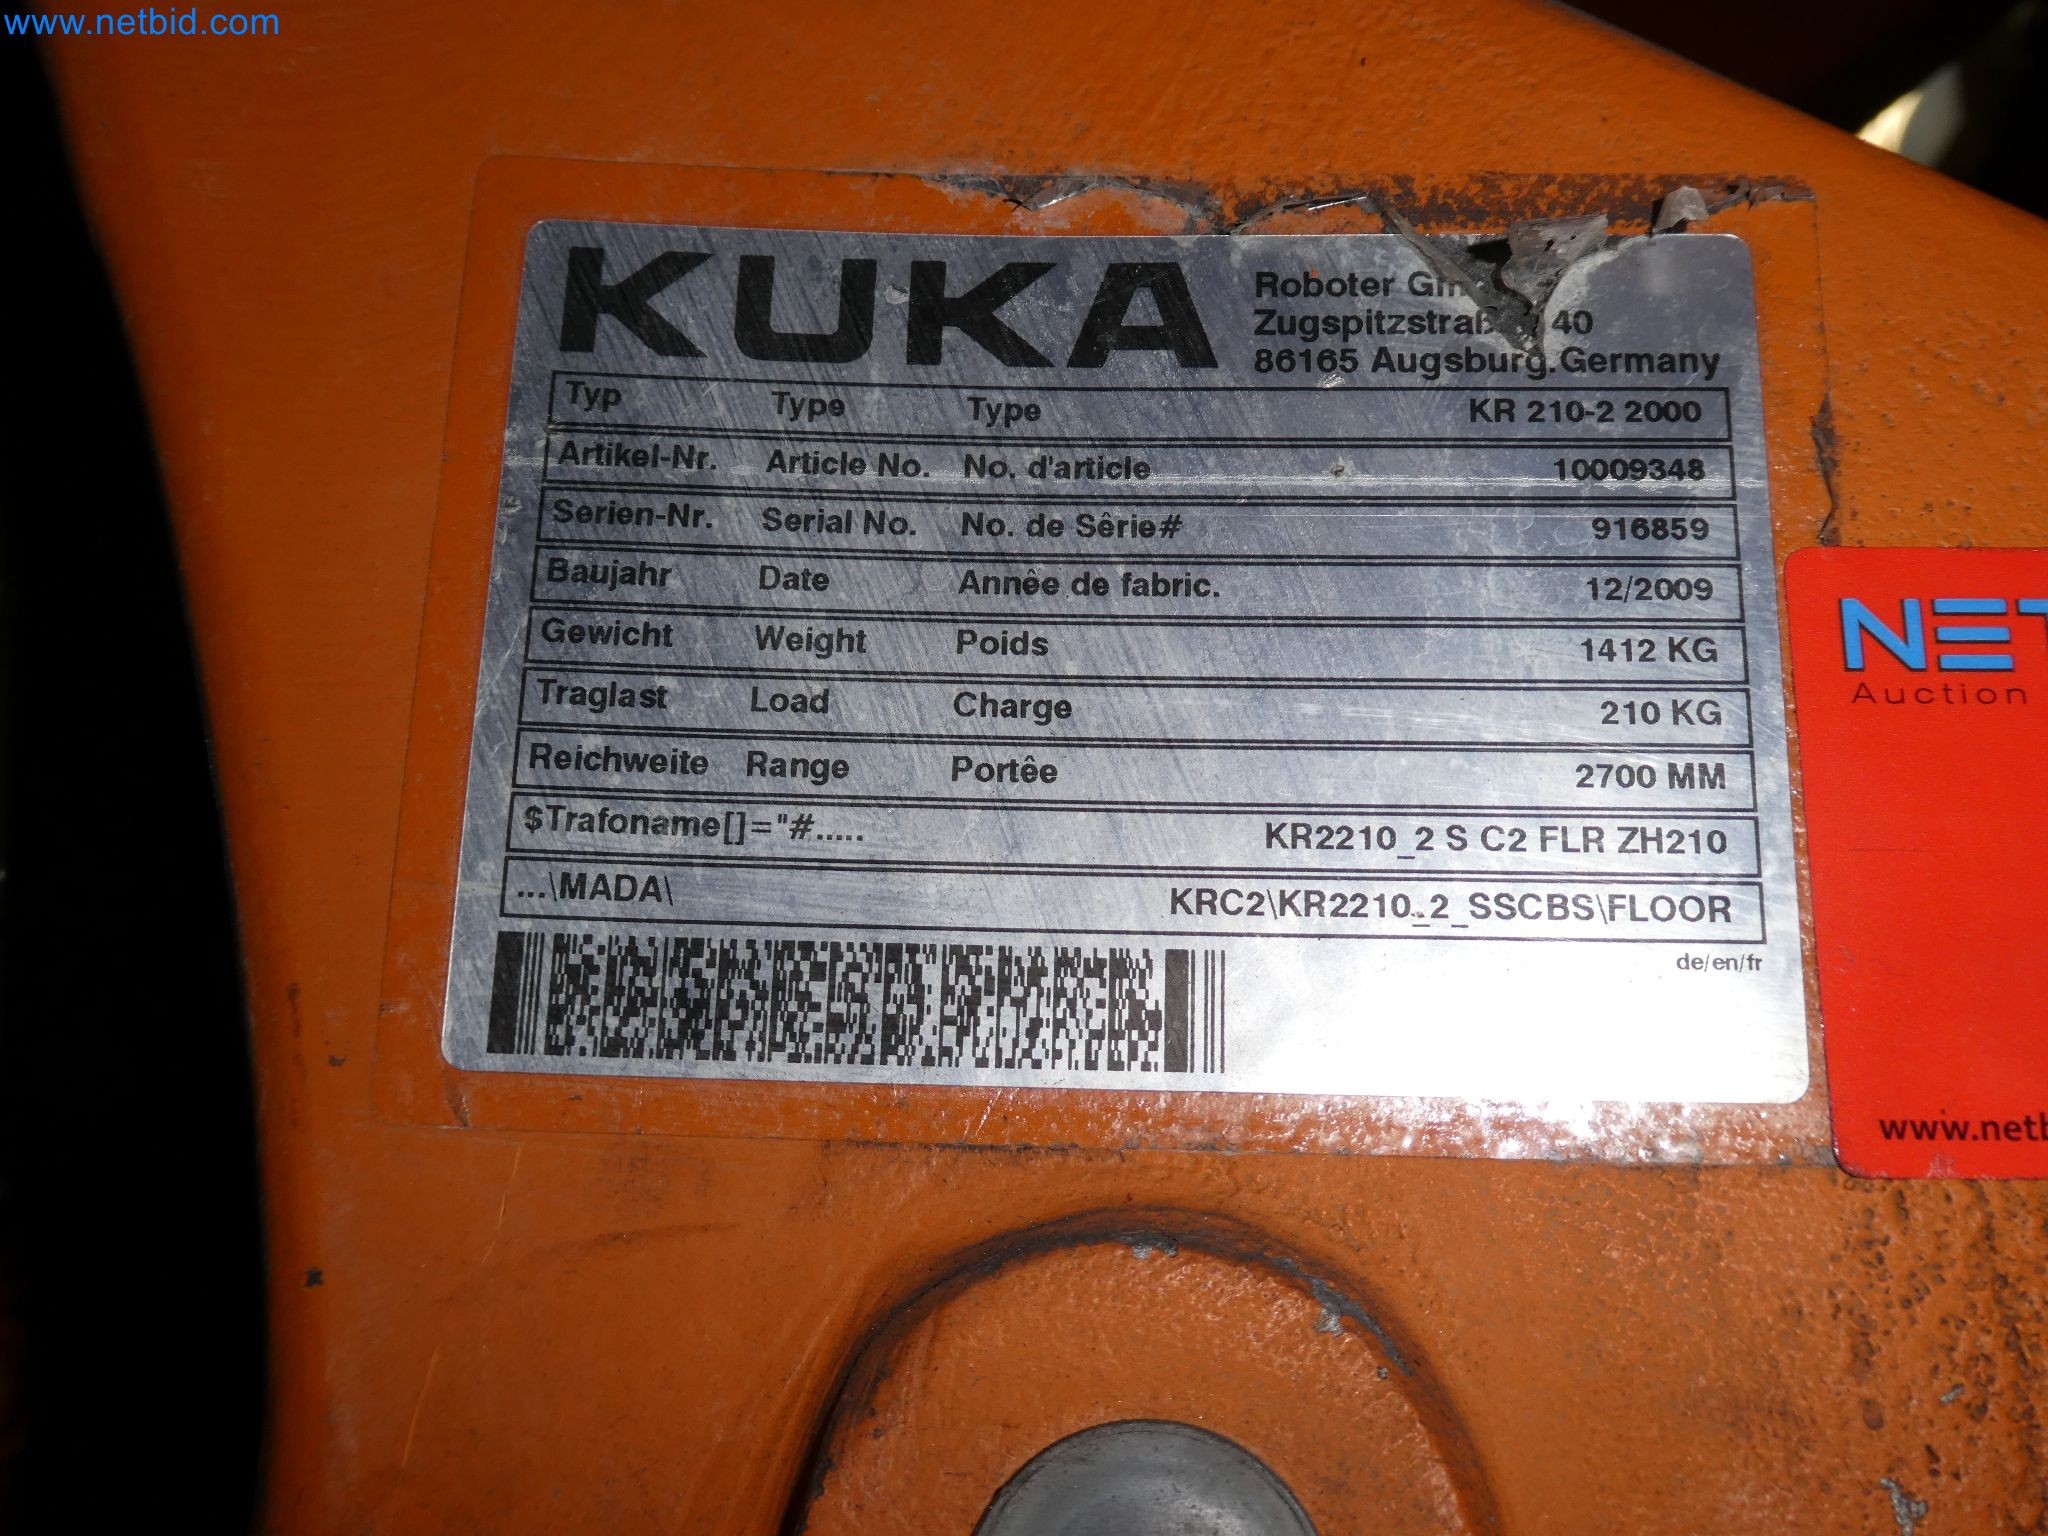 www.netbid.com
KUKA
Roboter
Zugspitzstraße 40
86165 Augsburg.Germany
Typ Type Type KR 210-2 2000
Artikel-Nr. Article No. No. d'article 10009348
Serien-Nr. Serial No. No. de Sêrie# 916859
Baujahr Date Annêe de fabric. 12/2009
Gewicht Weight Poids 1412 KG
Traglast Load Charge 210 KG
Reichweite Range Portêe 2700 MM
$Trafoname[]="#..... KR2210_2 S C2 FLR ZH210
...\MADA\ KRC2\KR2210_2_SSCBS\FLOOR
de/en/fr
NET
Auction
www.netb